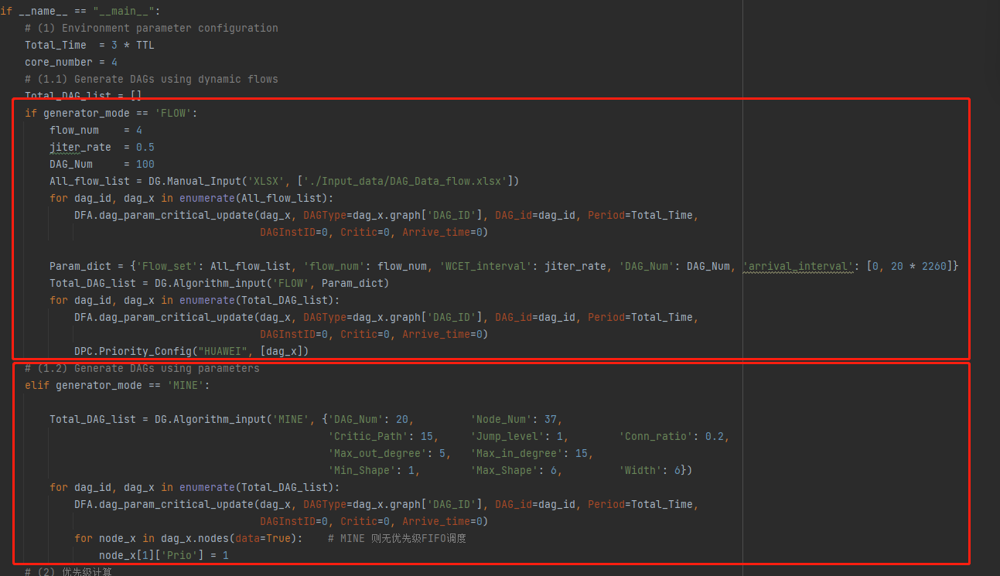 if __name__ == "__main__":
    # (1) Environment parameter configuration
    Total_Time  = 3 * TTL
    core_number = 4
    # (1.1) Generate DAGs using dynamic flows
    Total_DAG_list = []
    if generator_mode == 'FLOW':
        flow_num    = 4
        jiter_rate  = 0.5
        DAG_Num     = 100
        All_flow_list = DG.Manual_Input('XLSX', ['./Input_data/DAG_Data_flow.xlsx'])
        for dag_id, dag_x in enumerate(All_flow_list):
            DFA.dag_param_critical_update(dag_x, DAGType=dag_x.graph['DAG_ID'], DAG_id=dag_id, Period=Total_Time,
                                          DAGInstID=0, Critic=0, Arrive_time=0)
        Param_dict = {'Flow_set': All_flow_list, 'flow_num': flow_num, 'WCET_interval': jiter_rate, 'DAG_Num': DAG_Num, 'arrival_interval': [0, 20 * 2260]}
        Total_DAG_list = DG.Algorithm_input('FLOW', Param_dict)
        for dag_id, dag_x in enumerate(Total_DAG_list):
            DFA.dag_param_critical_update(dag_x, DAGType=dag_x.graph['DAG_ID'], DAG_id=dag_id, Period=Total_Time,
                                          DAGInstID=0, Critic=0, Arrive_time=0)
            DPC.Priority_Config("HUAWEI", [dag_x])
    # (1.2) Generate DAGs using parameters
    elif generator_mode == 'MINE':
        Total_DAG_list = DG.Algorithm_input('MINE', {'DAG_Num': 20,         'Node_Num': 37,
                                                     'Critic_Path': 15,     'Jump_level': 1,        'Conn_ratio': 0.2,
                                                     'Max_out_degree': 5,   'Max_in_degree': 15,
                                                     'Min_Shape': 1,        'Max_Shape': 6,         'Width': 6})
        for dag_id, dag_x in enumerate(Total_DAG_list):
            DFA.dag_param_critical_update(dag_x, DAGType=dag_x.graph['DAG_ID'], DAG_id=dag_id, Period=Total_Time,
                                          DAGInstID=0, Critic=0, Arrive_time=0)
            for node_x in dag_x.nodes(data=True):    # MINE 则无优先级FIFO调度
                node_x[1]['Prio'] = 1
    # (2) 优先级计算